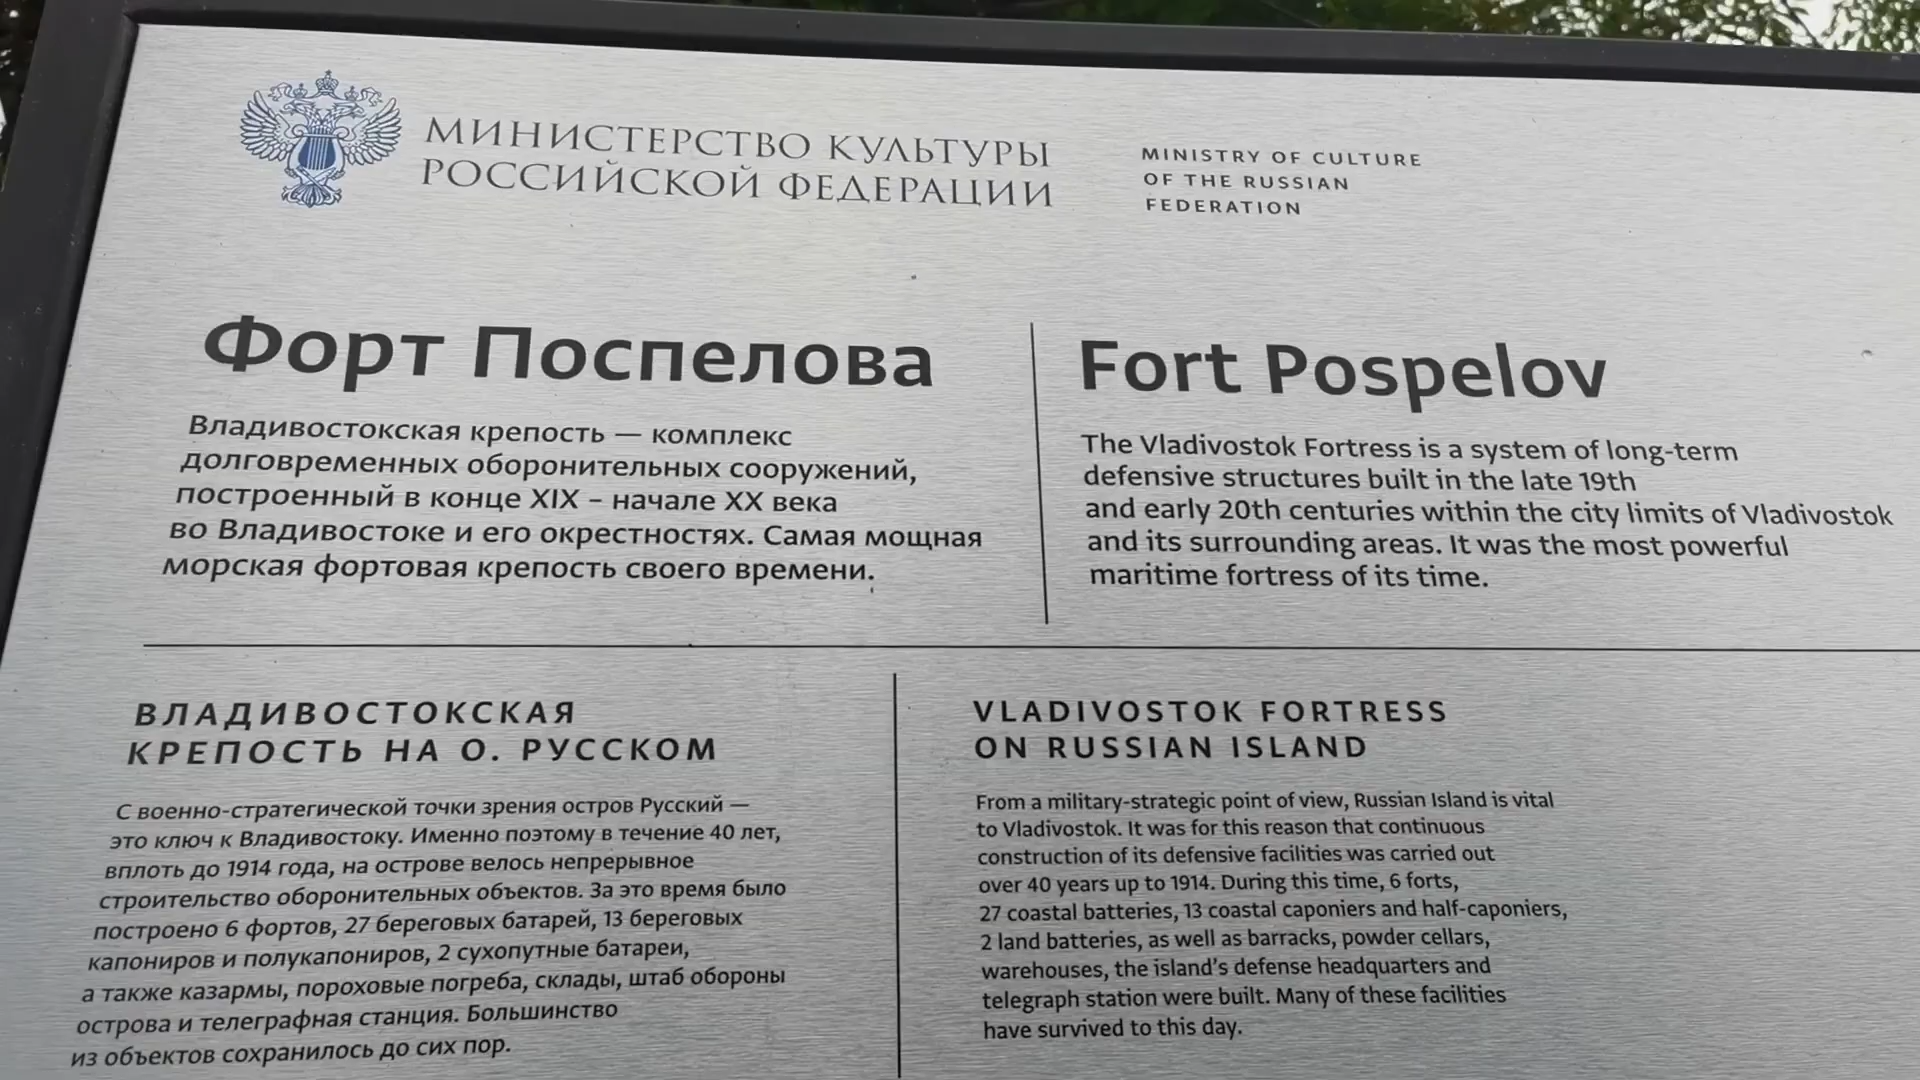 МИНИСТЕРСТВО КУЛЬТУРЫ
РОССИЙСКОЙ ФЕДЕРАЦИИ
MINISTRY OF CULTURE
OF THE RUSSIAN
FEDERATION
Форт Поспелова
Владивостокская крепость — комплекс
долговременных оборонительных сооружений,
построенный в конце XIX – начале XX века
во Владивостоке и его окрестностях. Самая мощная
морская фортовая крепость своего времени.
Fort Pospelov
The Vladivostok Fortress is a system of long-term
defensive structures built in the late 19th
and early 20th centuries within the city limits of Vladivostok
and its surrounding areas. It was the most powerful
maritime fortress of its time.
ВЛАДИВОСТОКСКАЯ
КРЕПОСТЬ НА О. РУССКОМ
С военно-стратегической точки зрения остров Русский —
это ключ к Владивостоку. Именно поэтому в течение 40 лет,
вплоть до 1914 года, на острове велось непрерывное
строительство оборонительных объектов. За это время было
построено 6 фортов, 27 береговых батарей, 13 береговых
капониров и полукапониров, 2 сухопутные батареи,
а также казармы, пороховые погреба, склады, штаб обороны
острова и телеграфная станция. Большинство
из объектов сохранилось до сих пор.
VLADIVOSTOK FORTRESS
ON RUSSIAN ISLAND
From a military-strategic point of view, Russian Island is vital
to Vladivostok. It was for this reason that continuous
construction of its defensive facilities was carried out
over 40 years up to 1914. During this time, 6 forts,
27 coastal batteries, 13 coastal caponiers and half-caponiers,
2 land batteries, as well as barracks, powder cellars,
warehouses, the island's defense headquarters and
telegraph station were built. Many of these facilities
have survived to this day.